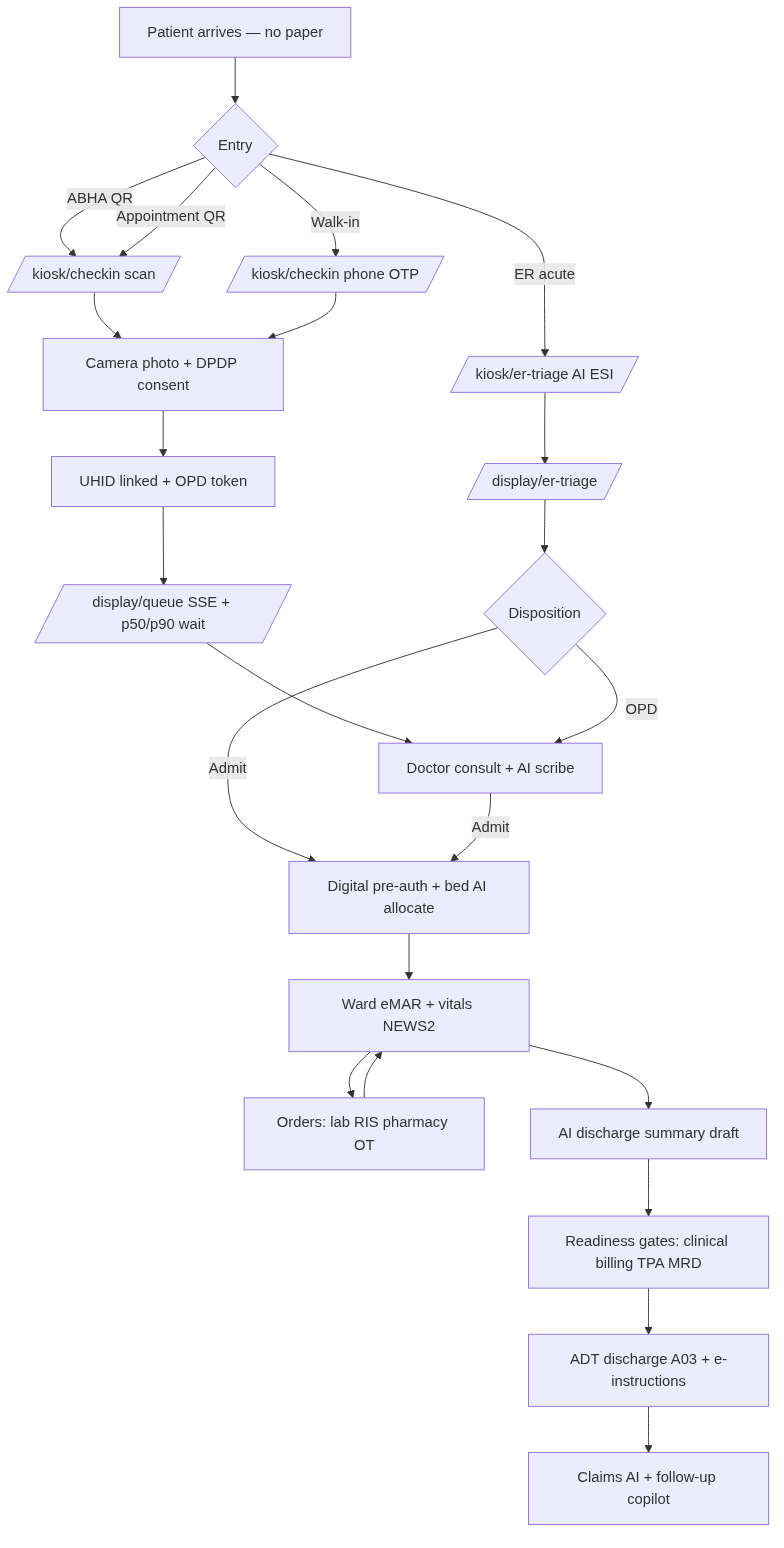 Patient arrives — no paper
Entry
ABHA QR
Appointment QR
Walk-in
ER acute
kiosk/checkin scan
kiosk/checkin phone OTP
Camera photo + DPDP
consent
kiosk/er-triage AI ESI
UHID linked + OPD token
display/er-triage
display/queue SSE +
p50/p90 wait
Disposition
OPD
Admit
Doctor consult + AI scribe
Admit
Digital pre-auth + bed AI
allocate
Ward eMAR + vitals
NEWS2
Orders: lab RIS pharmacy
OT
AI discharge summary draft
Readiness gates: clinical
billing TPA MRD
ADT discharge A03 + e-
instructions
Claims AI + follow-up
copilot